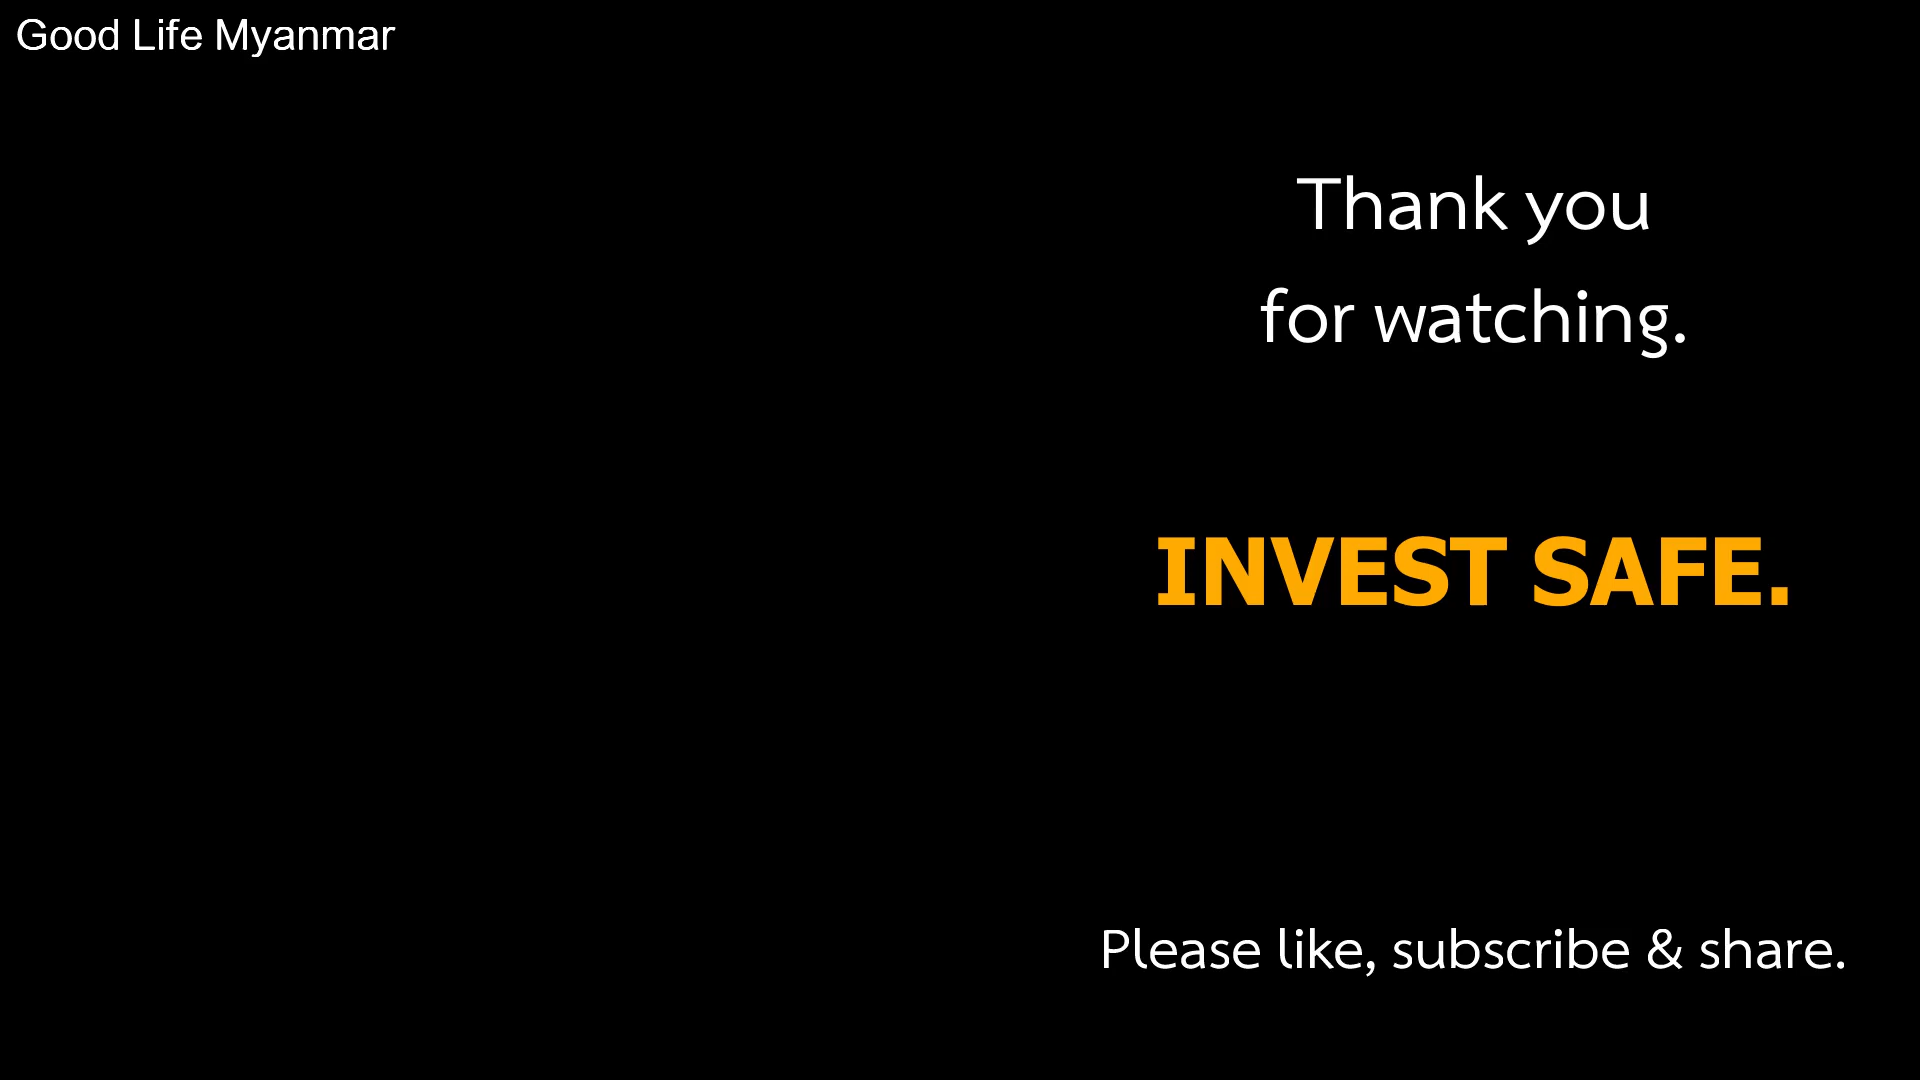 Good Life Myanmar
Thank you
for watching.
INVEST SAFE.
Please like, subscribe & share.